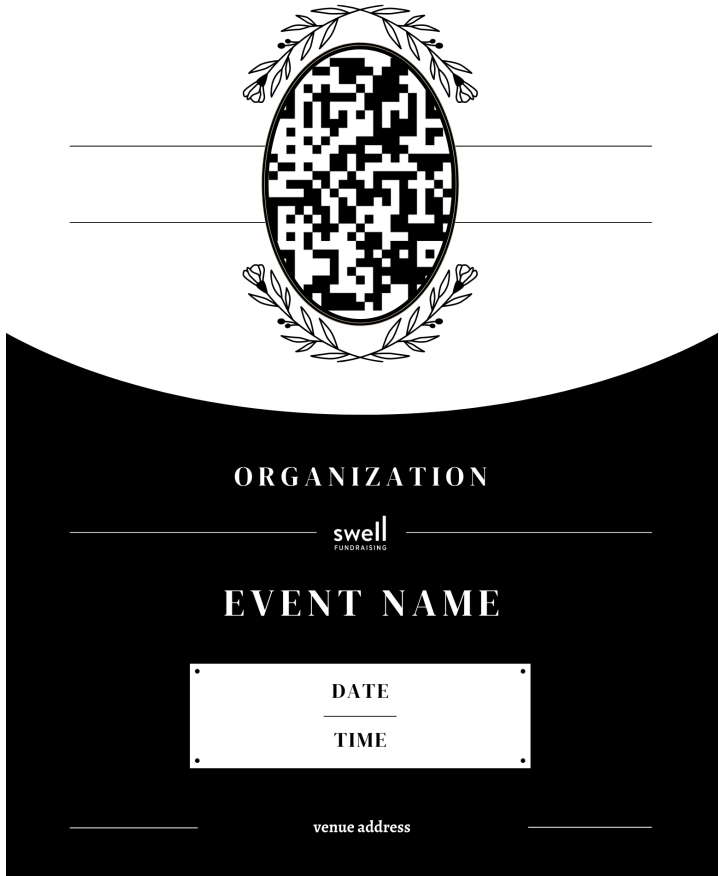 ORGANIZATION
swell
FUNDRAISING
EVENT NAME
DATE
TIME
venue address